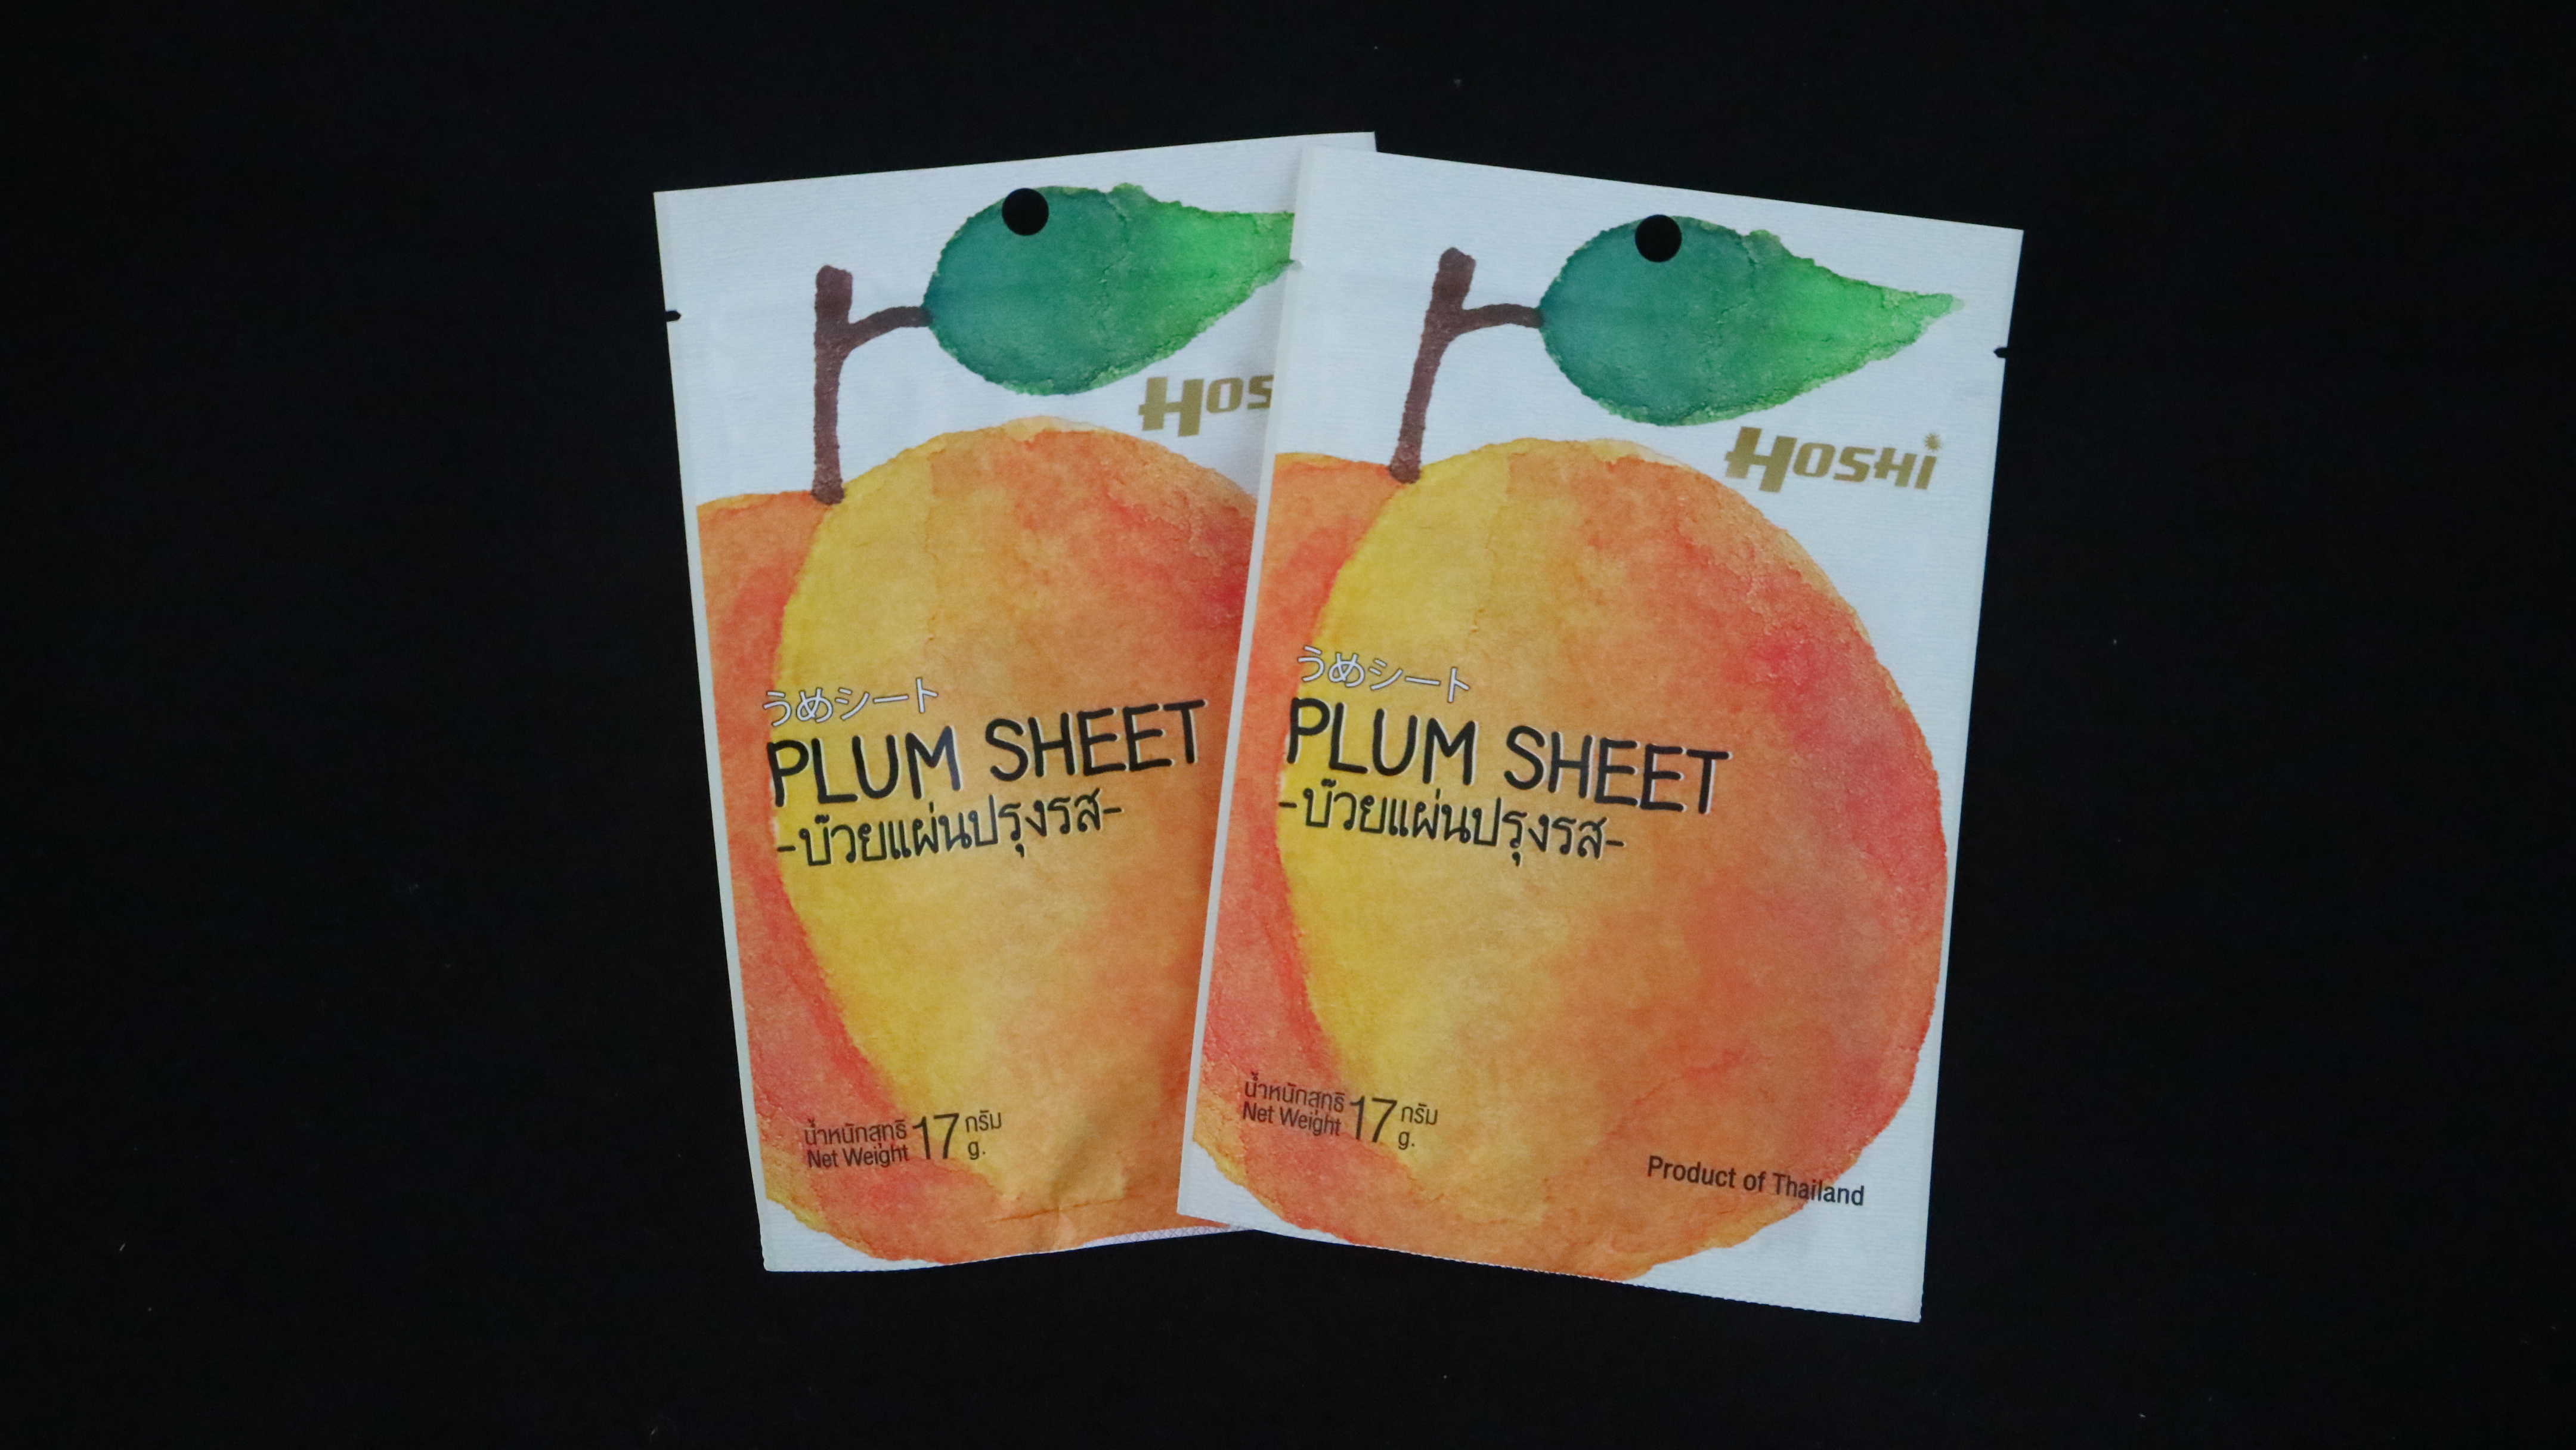 HOSHI
うめシート
PLUM SHEET
-บ๊วยแผ่นปรุงรส-
น้ำหนักสุทธิ 17 กรัม
Net Weight 17 g.
Product of Thailand
HOS
うめシート
PLUM SHEET
-บ๊วยแผ่นปรุงรส-
น้ำหนักสุทธิ 17 กรัม
Net Weight 17 g.